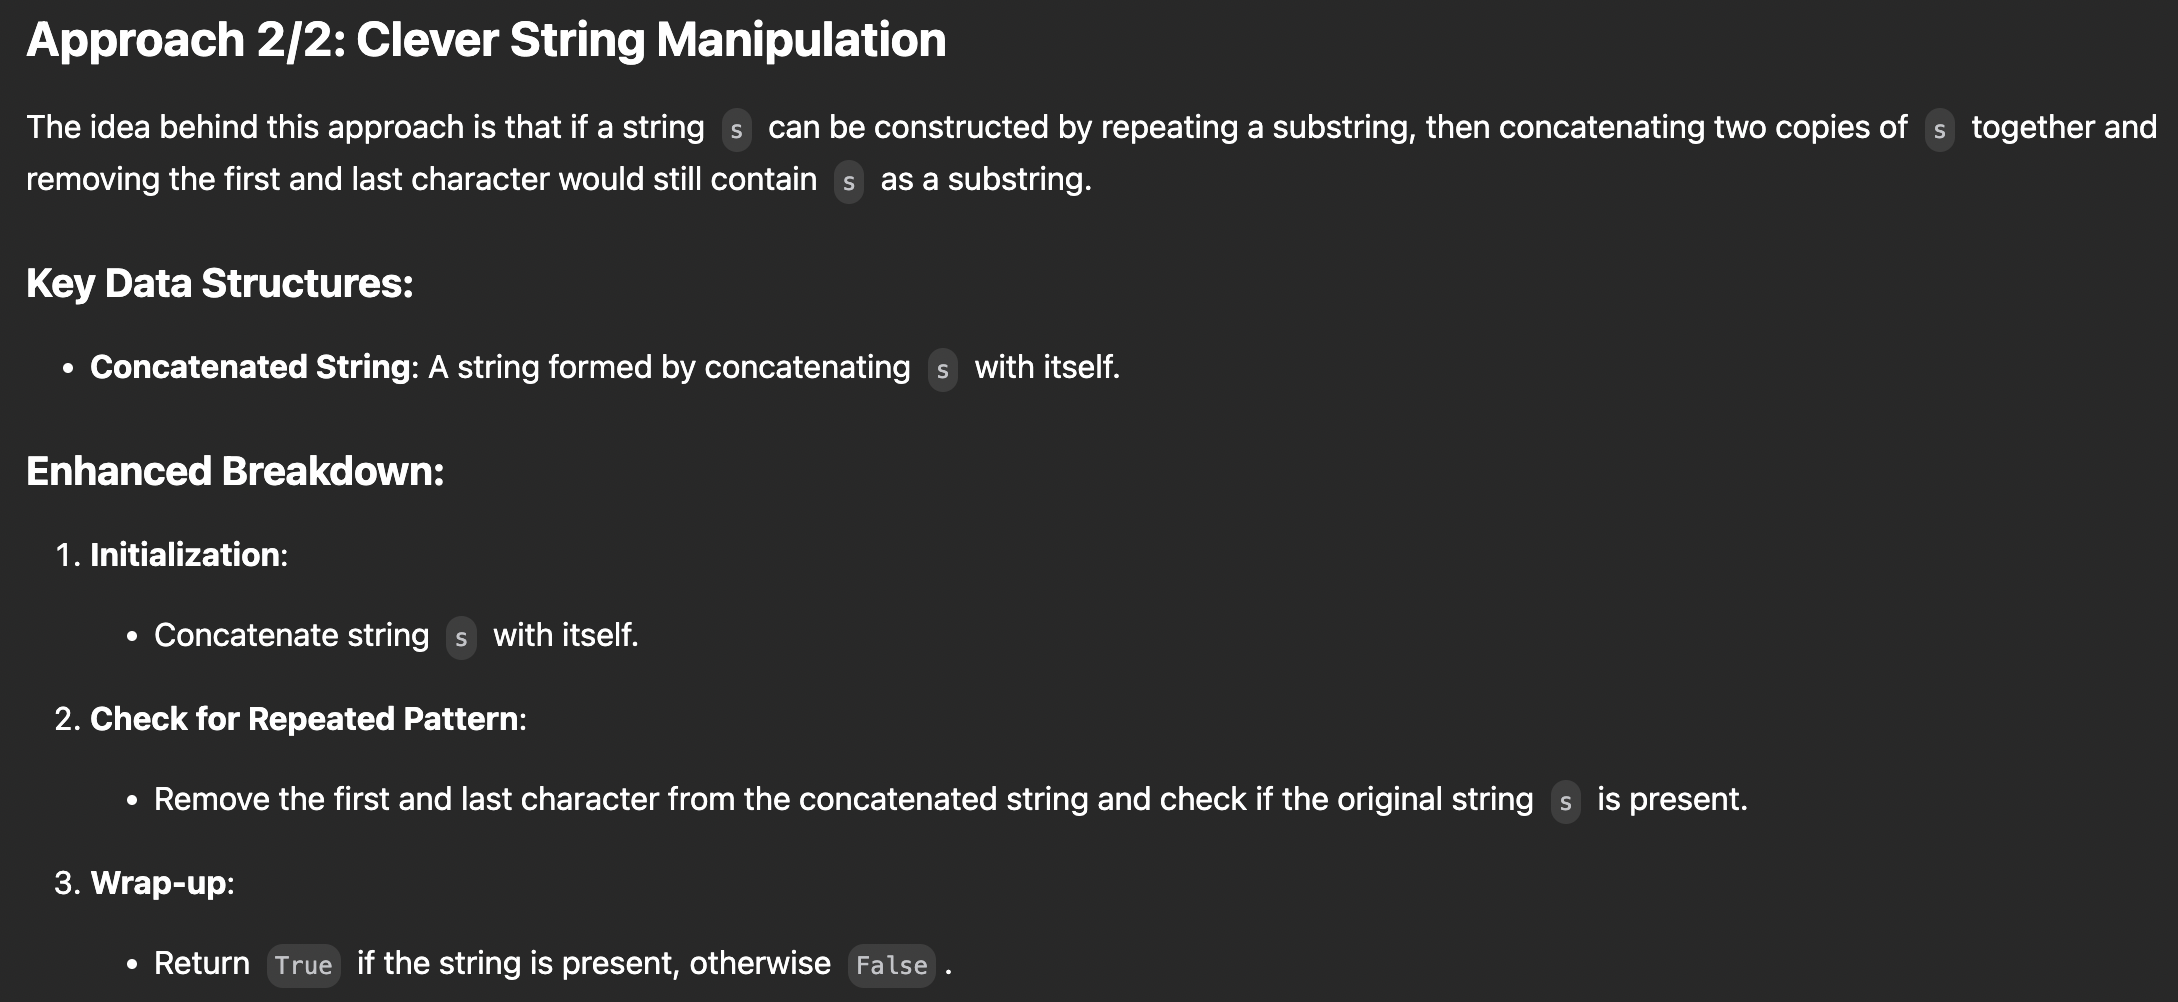 Approach 2/2: Clever String Manipulation
The idea behind this approach is that if a string s can be constructed by repeating a substring, then concatenating two copies of s together and
removing the first and last character would still contain s as a substring.
Key Data Structures:
• Concatenated String: A string formed by concatenating s with itself.
Enhanced Breakdown:
1. Initialization:
• Concatenate string s with itself.
2. Check for Repeated Pattern:
• Remove the first and last character from the concatenated string and check if the original string s is present.
3. Wrap-up:
• Return True if the string is present, otherwise False.